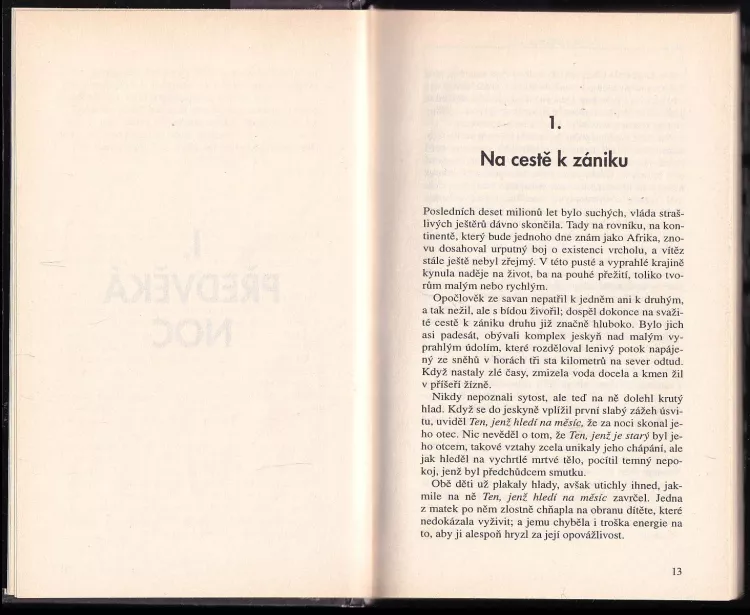 I.
PŘEDVĚKÁ
NOC
1.
Na cestě k zániku
Posledních deset milionů let bylo suchých, vláda straš-
livých ještěrů dávno skončila. Tady na rovníku, na kon-
tinentě, který bude jednoho dne znám jako Afrika, zno-
vu dosahoval urputný boj o existenci vrcholu, a vítěz
stále ještě nebyl zřejmý. V této pusté a vyprahlé krajině
kynula naděje na život, ba na pouhé přežití, toliko tvo-
rům malým nebo rychlým.
Opočlověk ze savan nepatřil k jedněm ani k druhým,
a tak nežil, ale s bídou živořil; dospěl dokonce na svaži-
té cestě k zániku druhu již značně hluboko. Bylo jich
asi padesát, obývali komplex jeskyň nad malým vy-
prahlým údolím, které rozděloval lenivý potok napáje-
ný ze sněhů v horách tři sta kilometrů na sever odtud.
Když nastaly zlé časy, zmizela voda docela a kmen žil
v příšeří žízně.
Nikdy nepoznali sytost, ale teď na ně dolehl krutý
hlad. Když se do jeskyně vplížil první slabý zážeh úsvi-
tu, uviděl Ten, jenž hledí na měsíc, že za noci skonal je-
ho otec. Nic nevěděl o tom, že Ten, jenž je starý byl je-
ho otcem, takové vztahy zcela unikaly jeho chápání, ale
jak hleděl na vychrtlé mrtvé tělo, pocítil temný nepo-
koj, jenž byl předchůdcem smutku.
Obě děti už plakaly hlady, avšak utichly ihned, jak-
mile na ně Ten, jenž hledí na měsíc zavrčel. Jedna
z matek po něm zlostně chňapla na obranu dítěte, které
nedokázala vyživit; a jemu chyběla i troška energie na
to, aby ji alespoň hryzl za její opovážlivost.
13